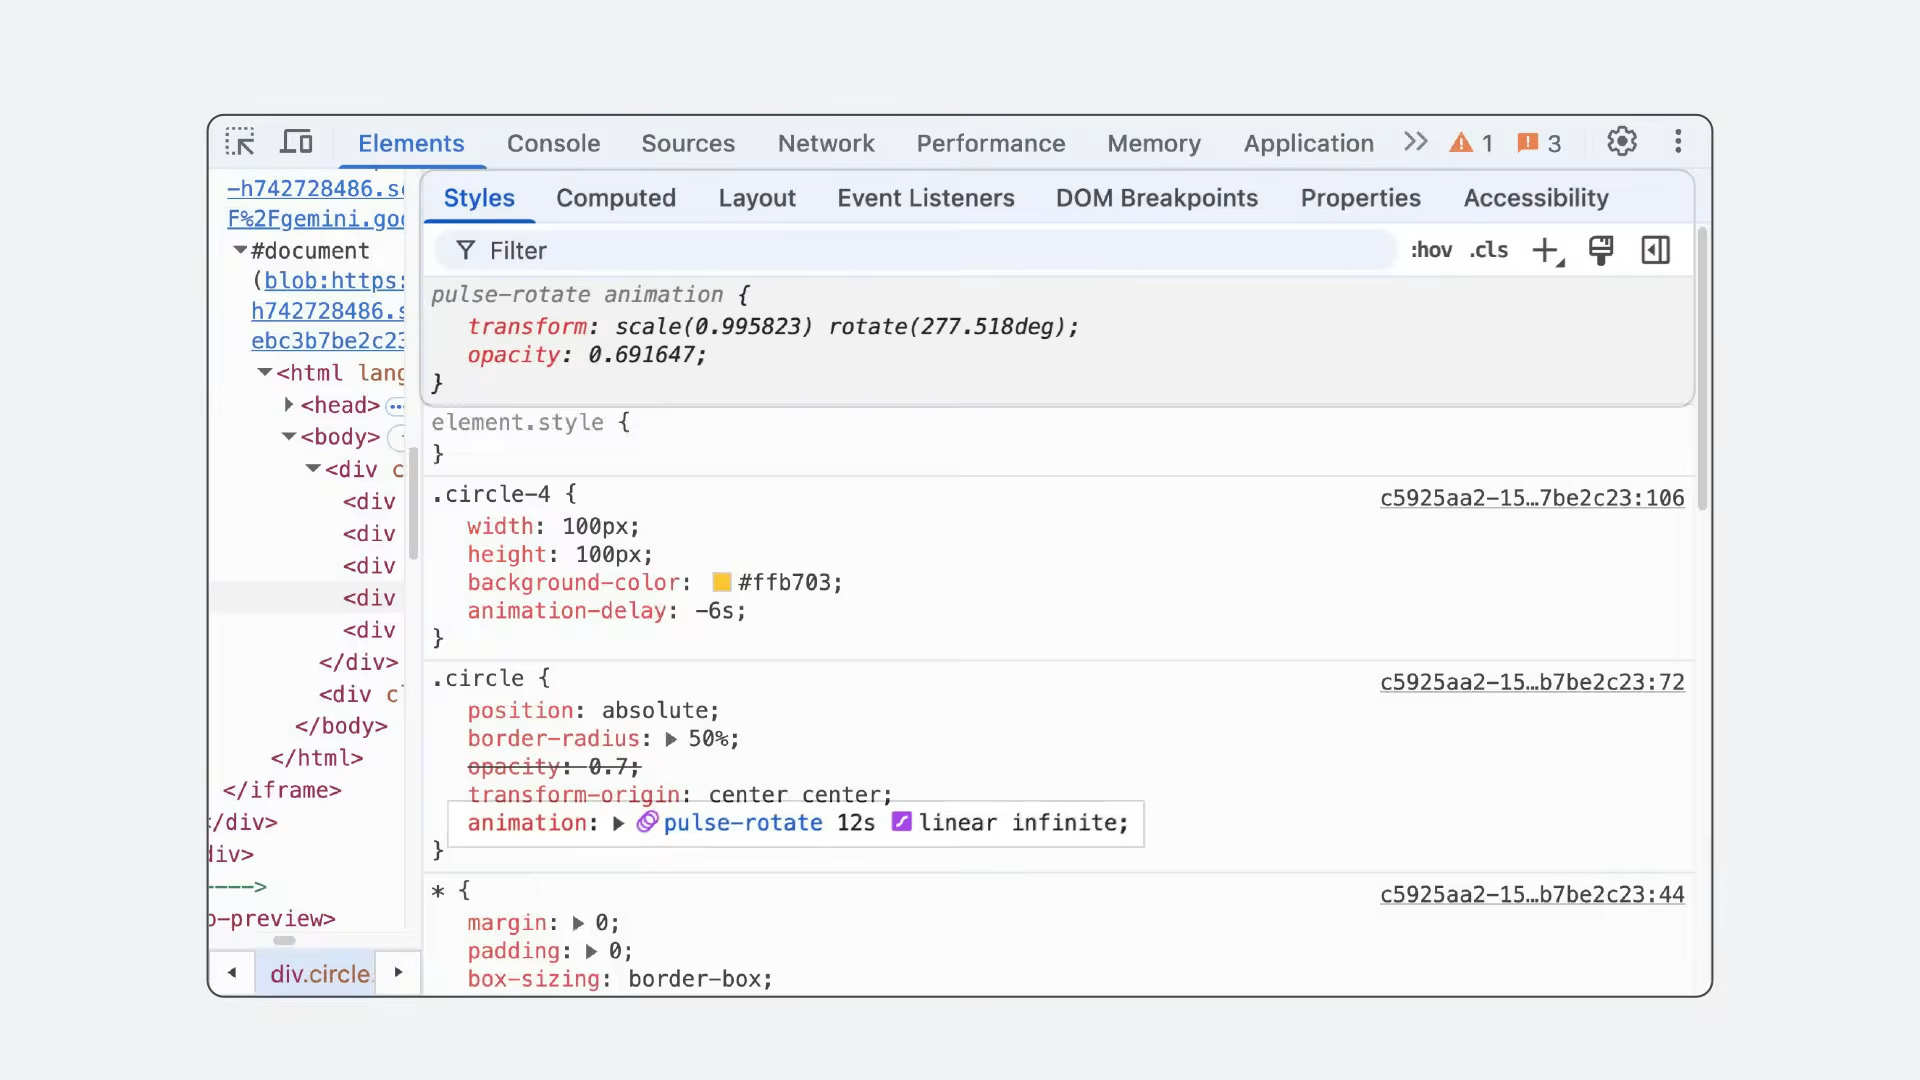 Elements Console Sources Network Performance Memory Application 1 3
-h742728486.s
F%2Fgemini.goo
#document
(blob:https:
h742728486.s
ebc3b7be2c23
<html lang
<head>
<body>
<div c
<div
<div
<div
<div
<div
</div>
<div c
</body>
</html>
</iframe>
/div>
div>
---->
-preview>
div.circle
Styles Computed Layout Event Listeners DOM Breakpoints Properties Accessibility
Filter :hov .cls
pulse-rotate animation {
transform: scale(0.995823) rotate(277.518deg);
opacity: 0.691647;
}
element.style {
}
.circle-4 { c5925aa2-15…7be2c23:106
width: 100px;
height: 100px;
background-color: #ffb703;
animation-delay: -6s;
}
.circle { c5925aa2-15…b7be2c23:72
position: absolute;
border-radius: 50%;
opacity: 0.7;
transform-origin: center center;
animation: pulse-rotate 12s linear infinite;
}
* { c5925aa2-15…b7be2c23:44
margin: 0;
padding: 0;
box-sizing: border-box;